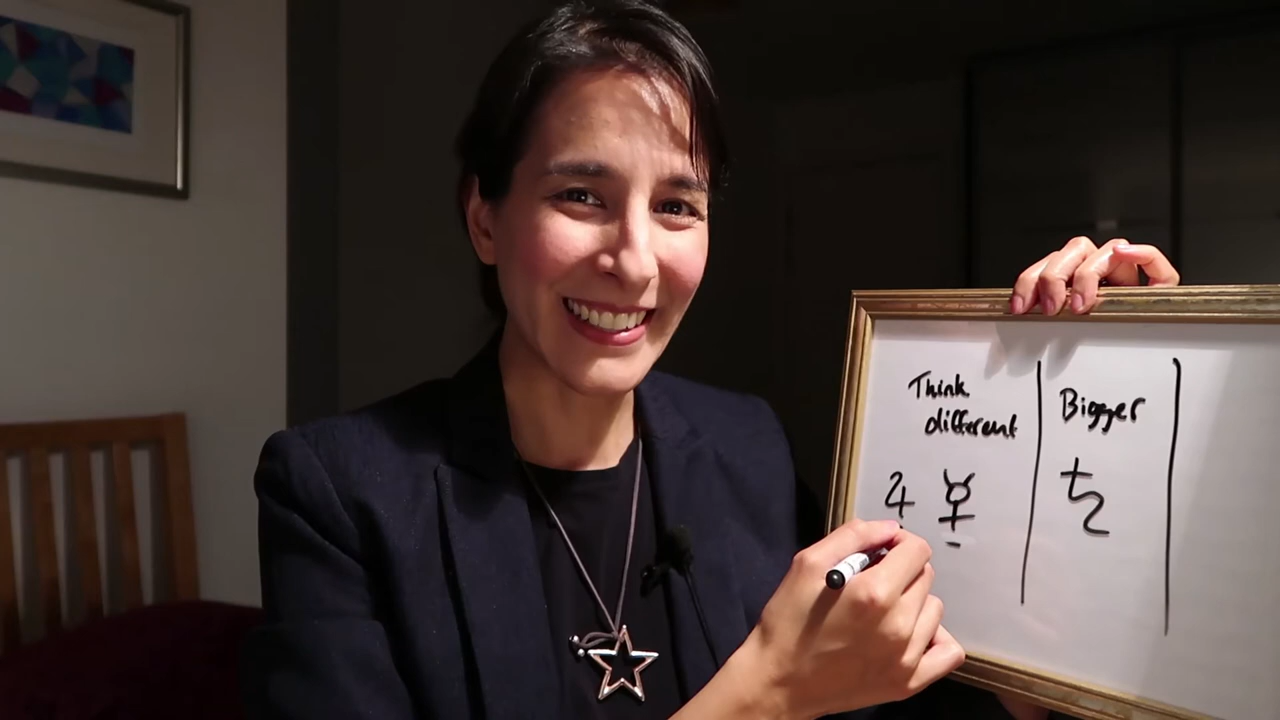 Think
different
Bigger
♃ ☿
♄